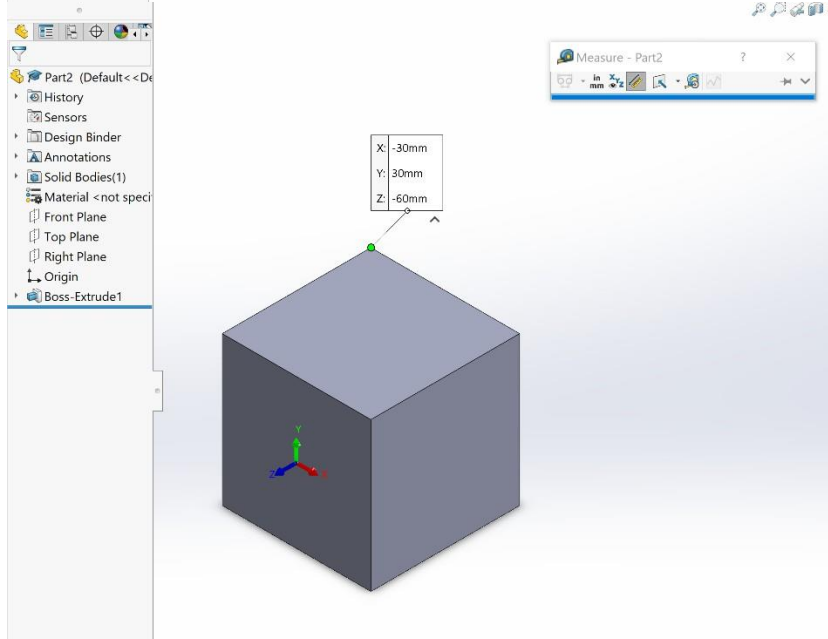 Part2 (Default<<De
History
Sensors
Design Binder
Annotations
Solid Bodies(1)
Material <not speci
Front Plane
Top Plane
Right Plane
Origin
Boss-Extrude1
Measure - Part2 ?
in
mm
XYZ
X: -30mm
Y: 30mm
Z: -60mm
Y
Z
X